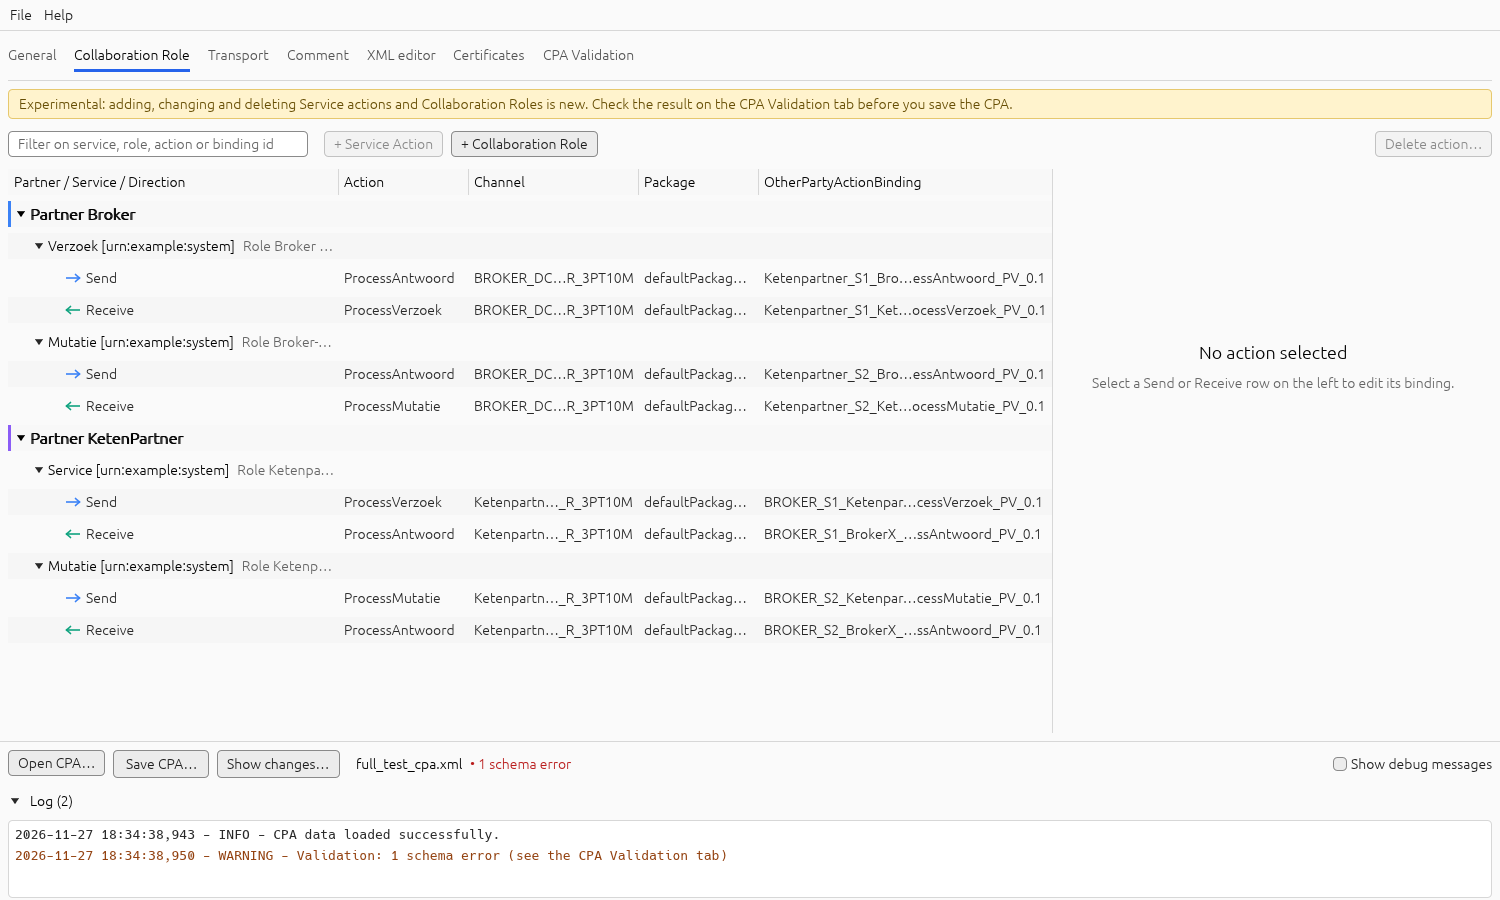 File Help
General Collaboration Role Transport Comment XML editor Certificates CPA Validation
Experimental: adding, changing and deleting Service actions and Collaboration Roles is new. Check the result on the CPA Validation tab before you save the CPA.
Filter on service, role, action or binding id + Service Action + Collaboration Role Delete action…
Partner / Service / Direction Action Channel Package OtherPartyActionBinding
Partner Broker
Verzoek [urn:example:system] Role Broker …
Send ProcessAntwoord BROKER_DC…R_3PT10M defaultPackag… Ketenpartner_S1_Bro…essAntwoord_PV_0.1
Receive ProcessVerzoek BROKER_DC…R_3PT10M defaultPackag… Ketenpartner_S1_Ket…ocessVerzoek_PV_0.1
Mutatie [urn:example:system] Role Broker-…
Send ProcessAntwoord BROKER_DC…R_3PT10M defaultPackag… Ketenpartner_S2_Bro…essAntwoord_PV_0.1
Receive ProcessMutatie BROKER_DC…R_3PT10M defaultPackag… Ketenpartner_S2_Ket…ocessMutatie_PV_0.1
Partner KetenPartner
Service [urn:example:system] Role Ketenpa…
Send ProcessVerzoek Ketenpartn…_R_3PT10M defaultPackag… BROKER_S1_Ketenpar…cessVerzoek_PV_0.1
Receive ProcessAntwoord Ketenpartn…_R_3PT10M defaultPackag… BROKER_S1_BrokerX_…ssAntwoord_PV_0.1
Mutatie [urn:example:system] Role Ketenp…
Send ProcessMutatie Ketenpartn…_R_3PT10M defaultPackag… BROKER_S2_Ketenpar…cessMutatie_PV_0.1
Receive ProcessAntwoord Ketenpartn…_R_3PT10M defaultPackag… BROKER_S2_BrokerX_…ssAntwoord_PV_0.1
No action selected
Select a Send or Receive row on the left to edit its binding.
Open CPA… Save CPA… Show changes… full_test_cpa.xml • 1 schema error Show debug messages
Log (2)
2026-11-27 18:34:38,943 - INFO - CPA data loaded successfully.
2026-11-27 18:34:38,950 - WARNING - Validation: 1 schema error (see the CPA Validation tab)